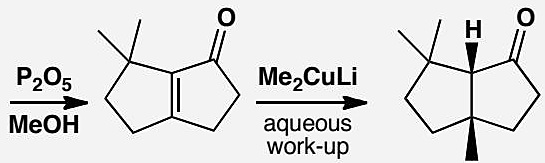 P₂O₅
MeOH
O
Me₂CuLi
aqueous
work-up
H
O